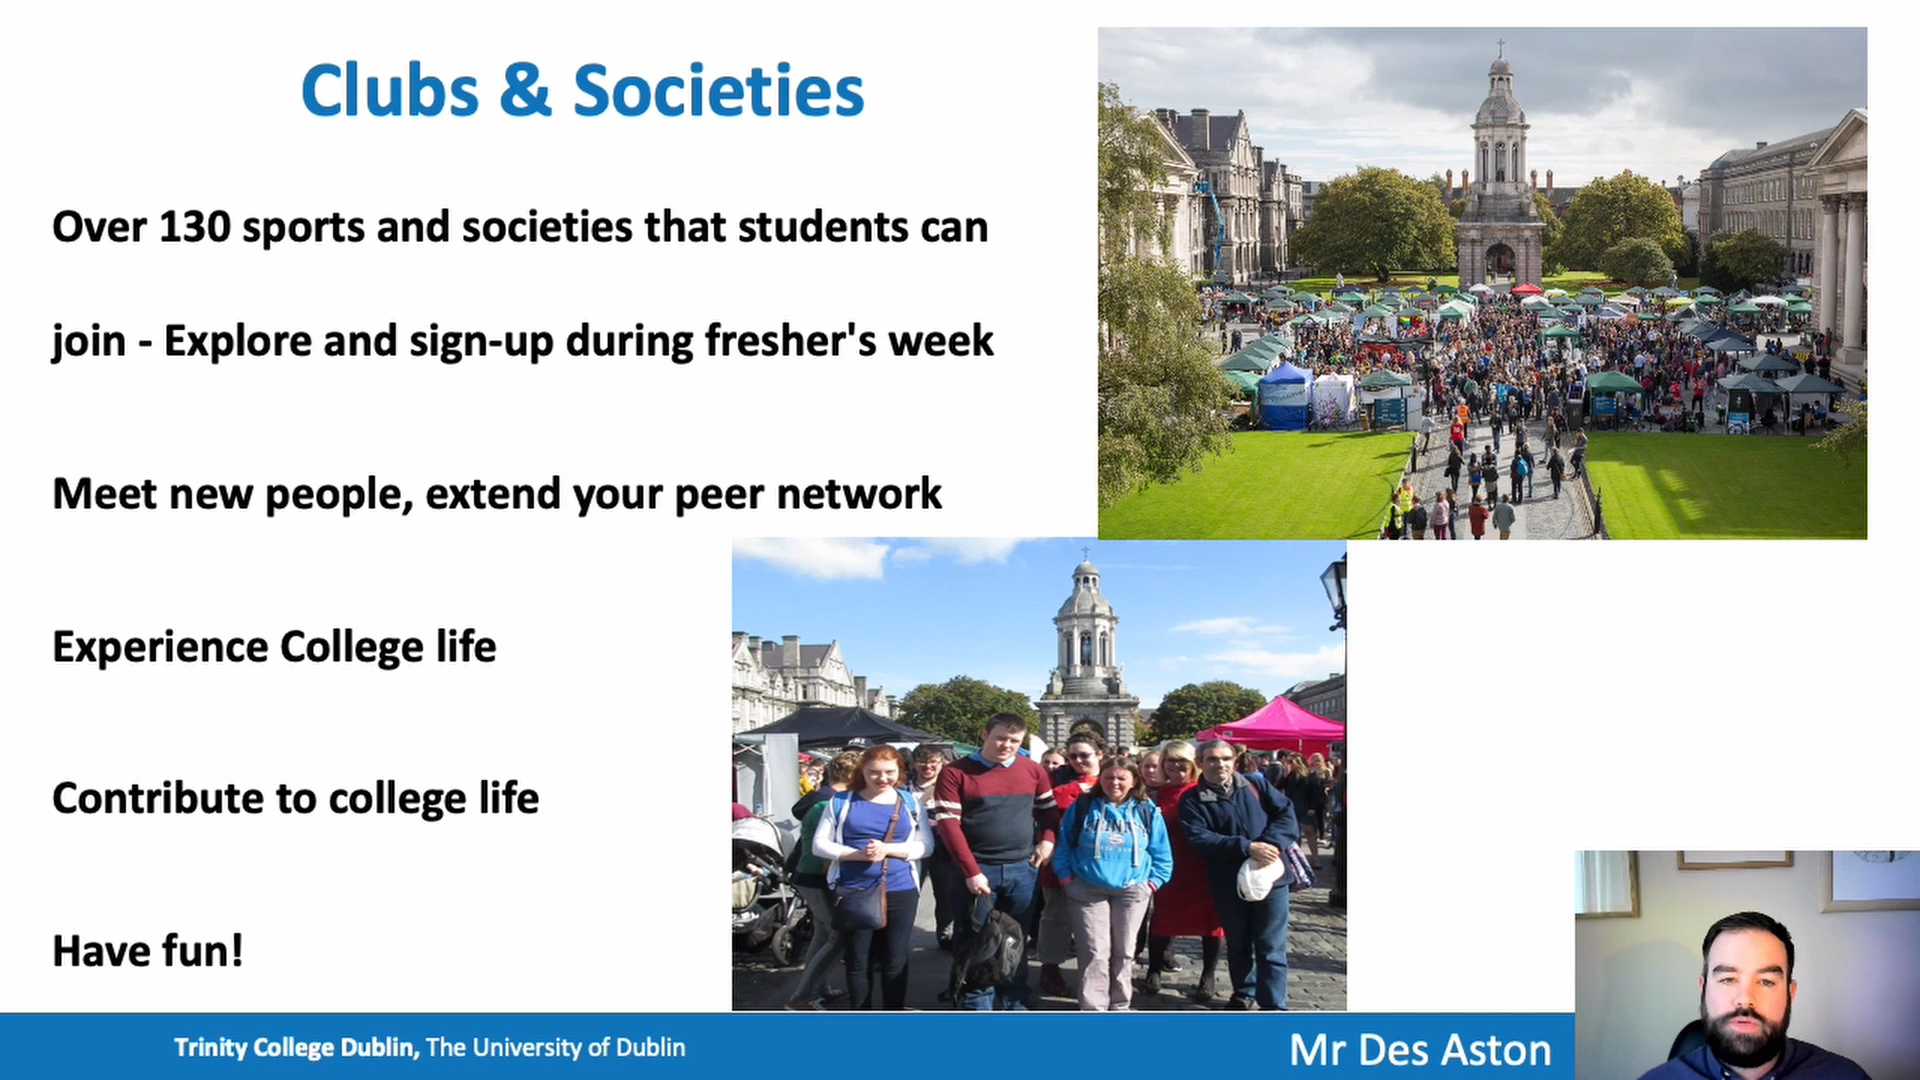 Clubs & Societies
Over 130 sports and societies that students can
join - Explore and sign-up during fresher's week
Meet new people, extend your peer network
Experience College life
Contribute to college life
Have fun!
Trinity College Dublin, The University of Dublin
Mr Des Aston